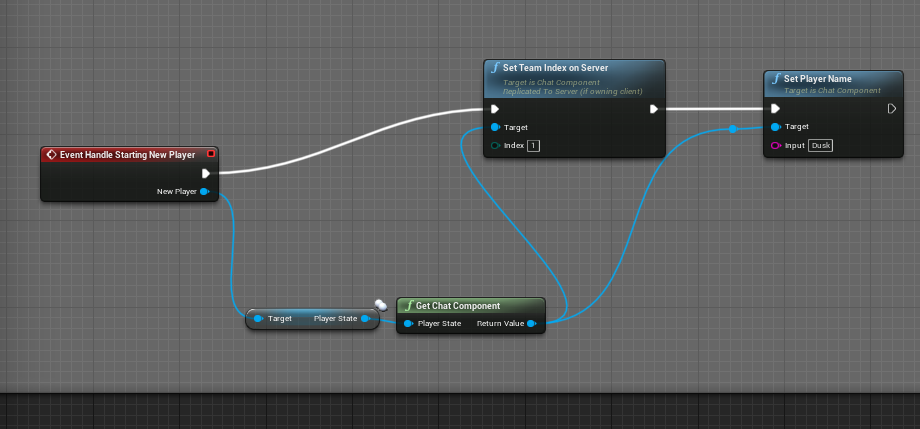 Set Team Index on Server
Target is Chat Component
Replicated To Server (if owning client)
Target
Index 1
Set Player Name
Target is Chat Component
Target
Input Dusk
Event Handle Starting New Player
New Player
Target Player State
Get Chat Component
Player State Return Value